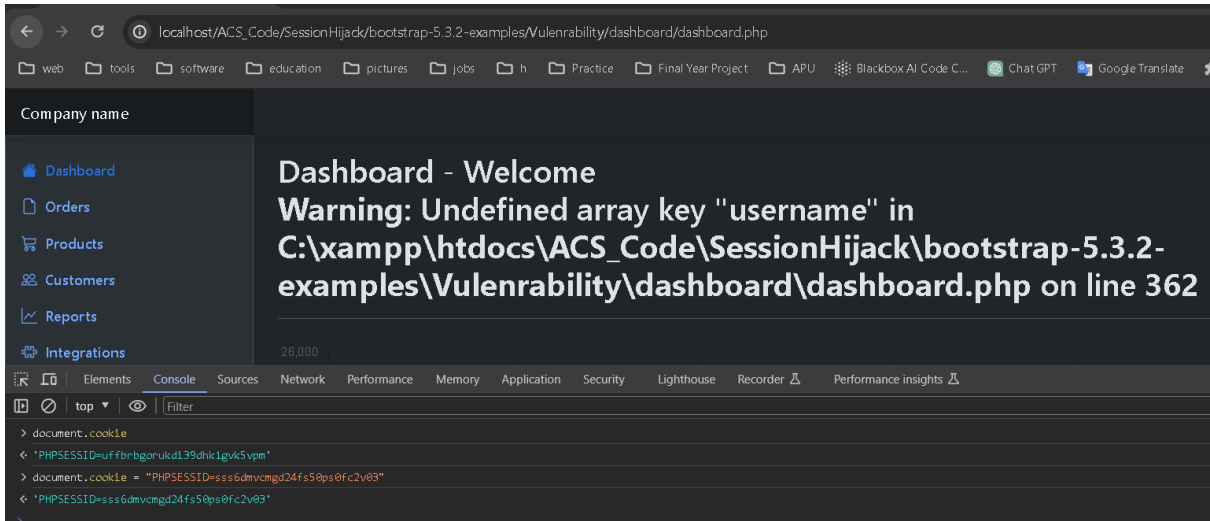 localhost/ACS_Code/SessionHijack/bootstrap-5.3.2-examples/Vulenrability/dashboard/dashboard.php
web tools software education pictures jobs h Practice Final Year Project APU Blackbox AI Code C... Chat GPT Google Translate
Company name
Dashboard
Orders
Products
Customers
Reports
Integrations
Dashboard - Welcome
Warning: Undefined array key "username" in
C:\xampp\htdocs\ACS_Code\SessionHijack\bootstrap-5.3.2-
examples\Vulenrability\dashboard\dashboard.php on line 362
26,000
Elements Console Sources Network Performance Memory Application Security Lighthouse Recorder Performance insights
top Filter
> document.cookie
'PHPSESSID=uffbrbgorukd139dhk1gvk5vpm'
> document.cookie = "PHPSESSID=sss6dmvcmgd24fs50ps0fc2v03"
'PHPSESSID=sss6dmvcmgd24fs50ps0fc2v03'